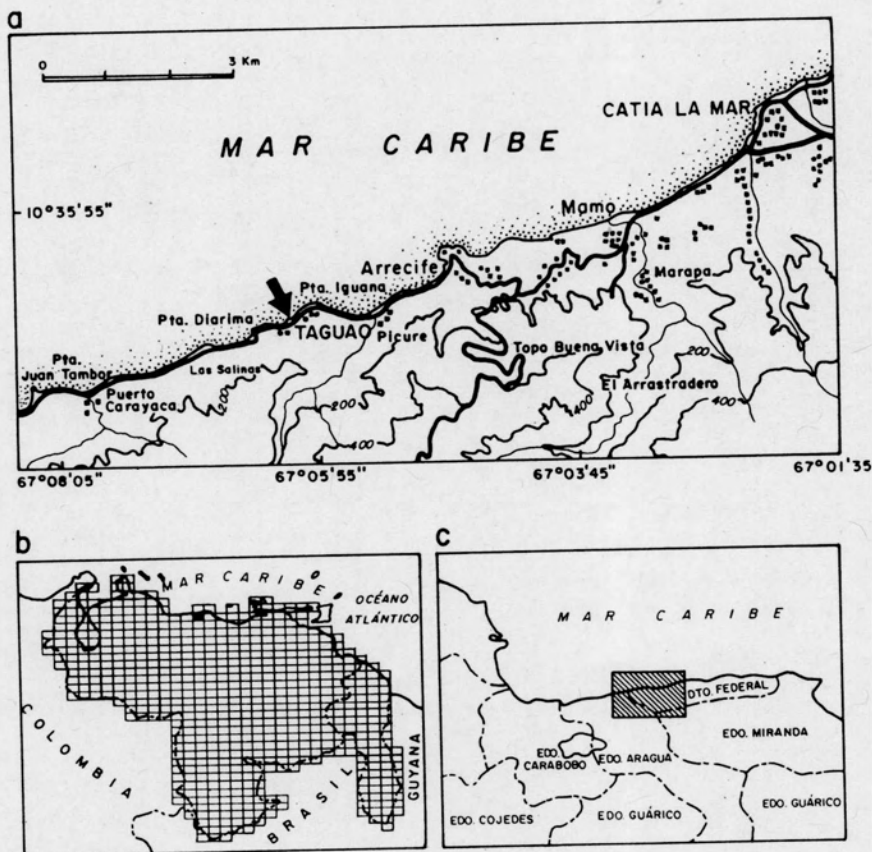 a
0 3 Km
CATIA LA MAR
MAR CARIBE
10°35'55"
Mamo
Arrecife
Marapa
Pta. Iguana
Pta. Diarima
TAGUAO
Picure
Topo Buena Vista
Pta.
Juan Tambor
Las Salinas
El Arrastradero
200
Puerto
Carayaca
200
200
400
400
400
67°08'05" 67°05'55" 67°03'45" 67°01'35
b
MAR CARIBE
OCÉANO
ATLÁNTICO
COLOMBIA
BRASIL
GUYANA
c
MAR CARIBE
DTO. FEDERAL
EDO. MIRANDA
EDO.
CARABOBO
EDO. ARAGUA
EDO. COJEDES
EDO. GUÁRICO
EDO. GUÁRICO